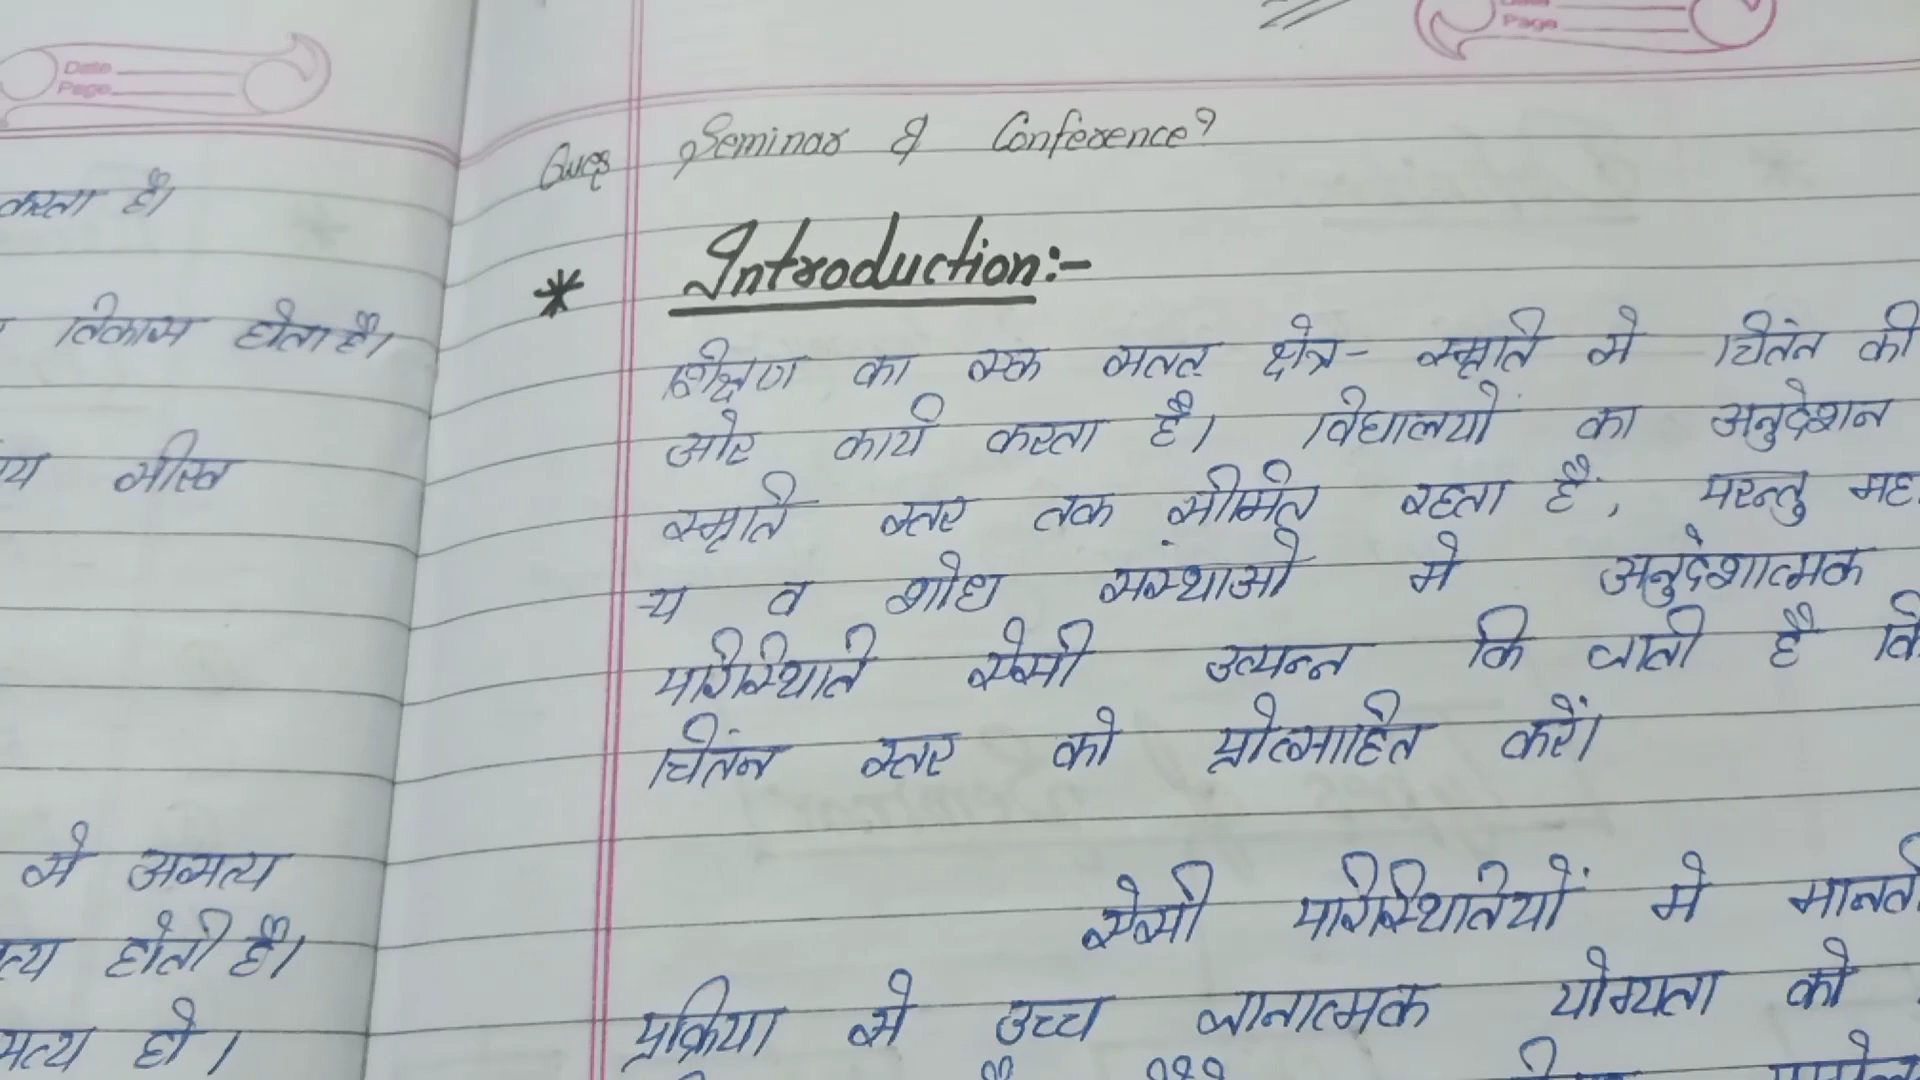 Date
Page
करता है।
विकास होता है।
य सीख
से असत्य
त्य होती है।
सत्य हो।
Page
Ques Seminar & Conference?
* Introduction:-
शिक्षण का एक सतत् क्षेत्र- स्मृति से चिंतन की
ओर कार्य करता है। विद्यालयों का अनुदेशन
स्मृति स्तर तक सीमित रहता है, परन्तु मह
-य व शोध संस्थाओं मे अनुदेशात्मक
परिस्थिति ऐसी उत्पन्न कि जाती है कि
चिंतन स्तर को प्रोत्साहित करें।
ऐसी परिस्थितियों मे मानव
प्रक्रिया से उच्च ज्ञानात्मक योग्यता को